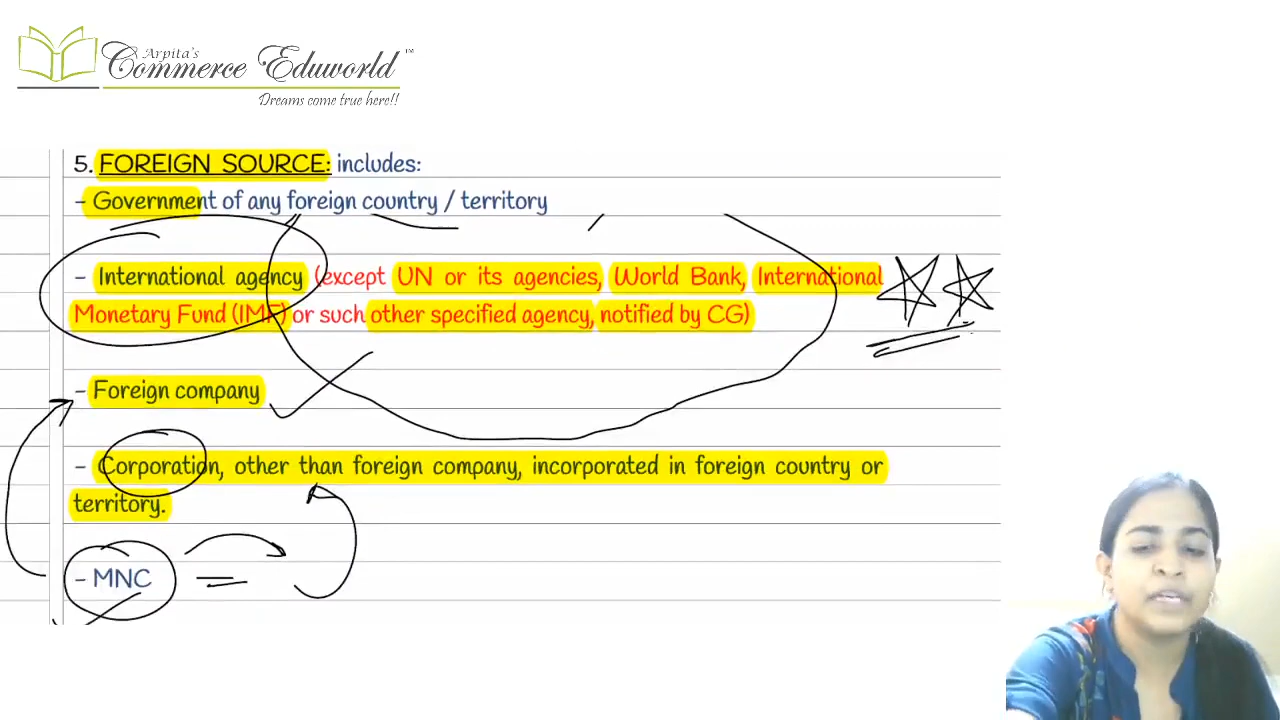 Arpita's
Commerce Eduworld™
Dreams come true here!!
5. FOREIGN SOURCE: includes:
- Government of any foreign country / territory
- International agency (except UN or its agencies, World Bank, International
Monetary Fund (IMF) or such other specified agency, notified by CG)
- Foreign company
- Corporation, other than foreign company, incorporated in foreign country or
territory.
- MNC